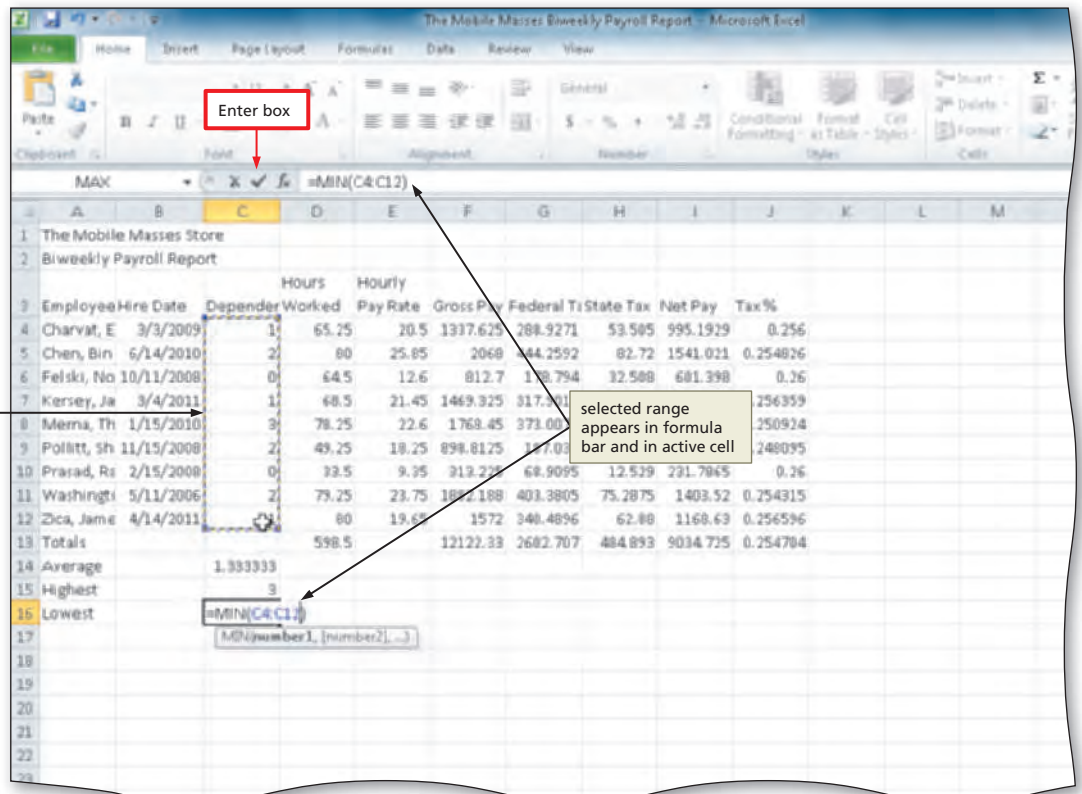 The Mobile Masses Biweekly Payroll Report - Microsoft Excel
File Home Insert Page Layout Formulas Data Review View
Enter box
Paste
B I U
General
$ - % ,
Conditional Formatting - Format as Table - Cell Styles -
Insert -
Delete -
Format -
Σ -
Clipboard Font Alignment Number Styles Cells
MAX =MIN(C4:C12)
A B C D E F G H I J K L M
1 The Mobile Masses Store
2 Biweekly Payroll Report
Hours Hourly
3 Employee Hire Date Depender Worked Pay Rate Gross Pay Federal Ta State Tax Net Pay Tax %
4 Charvat, E 3/3/2009 1 65.25 20.5 1337.625 288.9271 53.505 995.1929 0.256
5 Chen, Bin 6/14/2010 2 80 25.85 2068 444.2592 82.72 1541.021 0.254826
6 Felski, No 10/11/2008 0 64.5 12.6 812.7 178.794 32.508 601.398 0.26
7 Kersey, Ja 3/4/2011 1 68.5 21.45 1469.325 256359
8 Merna, Th 1/15/2010 3 78.25 22.6 1768.45 250924
9 Pollitt, Sh 11/15/2008 2 49.25 18.25 898.8125 248095
selected range
appears in formula
bar and in active cell
10 Prasad, Ra 2/15/2008 0 33.5 9.35 313.225 68.9095 12.529 231.7865 0.26
11 Washingt 5/11/2006 2 79.25 23.75 188 .188 403.3805 75.2875 1403.52 0.254315
12 Zica, Jame 4/14/2011 80 19.65 1572 340.4896 62.88 1168.63 0.256596
13 Totals 598.5 12122.33 2682.707 484.893 9034.725 0.254704
14 Average 1.333333
15 Highest 3
16 Lowest =MIN(C4:C12)
17 MIN(number1, [number2], ...)
18
19
20
21
22
23